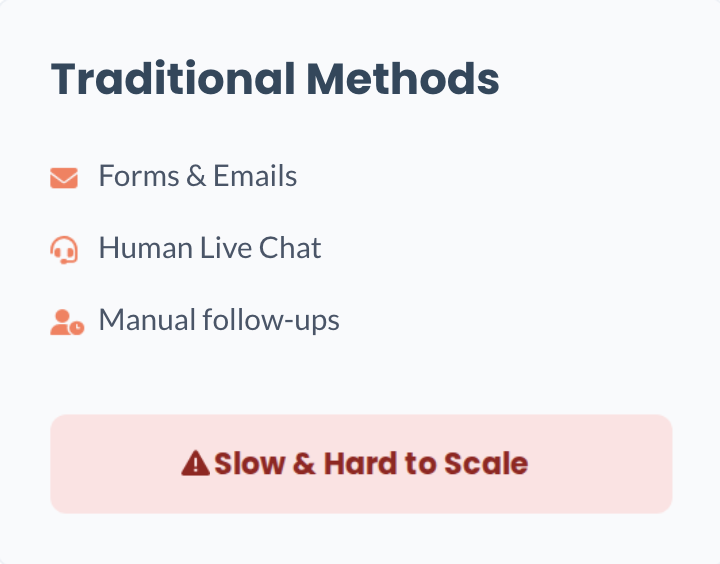 Traditional Methods
Forms & Emails
Human Live Chat
Manual follow-ups
Slow & Hard to Scale